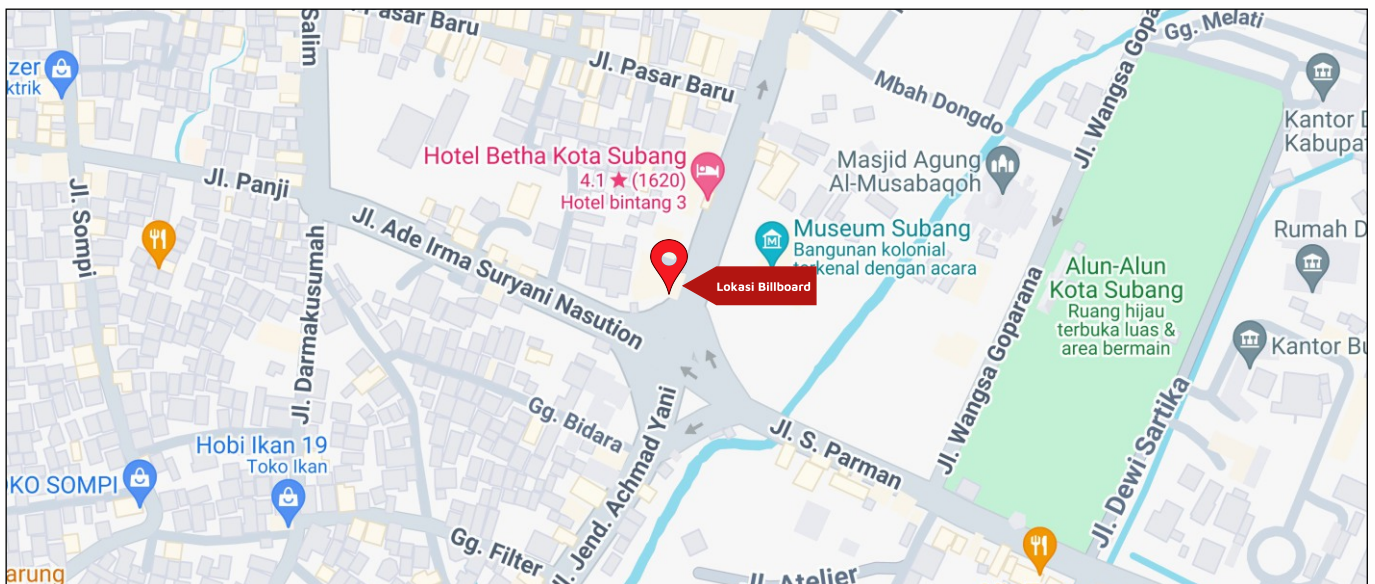 Salim
Pasar Baru
Jl. Pasar Baru
Gg. Melati
Jl. Wangsa Gopa
Mbah Dongdo
zer
ktrik
Kantor D
Kabupat
Hotel Betha Kota Subang
4.1 ★ (1620)
Hotel bintang 3
Masjid Agung
Al-Musabaqoh
Jl. Panji
Jl. Sompi
Jl. Ade Irma Suryani Nasution
Museum Subang
Bangunan kolonial
terkenal dengan acara
Rumah D
Lokasi Billboard
Alun-Alun
Kota Subang
Ruang hijau
terbuka luas &
area bermain
Jl. Darmakusumah
Jl. Wangsa Goparana
Jl. Wangsa Goparana
Kantor Bu
Gg. Bidara
Jl. Jend. Achmad Yani
Jl. S. Parman
Jl. Dewi Sartika
Hobi Ikan 19
Toko Ikan
OKO SOMPI
Gg. Filter
Jl. Atelier
arung